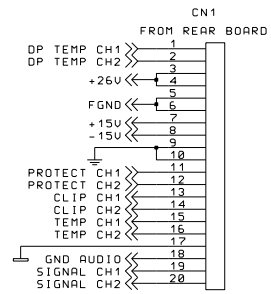 CN1
FROM REAR BOARD
DP TEMP CH1 1
DP TEMP CH2 2
3
+26V 4
5
FGND 6
+15V 7
-15V 8
9
10
PROTECT CH1 11
PROTECT CH2 12
CLIP CH1 13
CLIP CH2 14
TEMP CH1 15
TEMP CH2 16
17
GND AUDIO 18
SIGNAL CH1 19
SIGNAL CH2 20